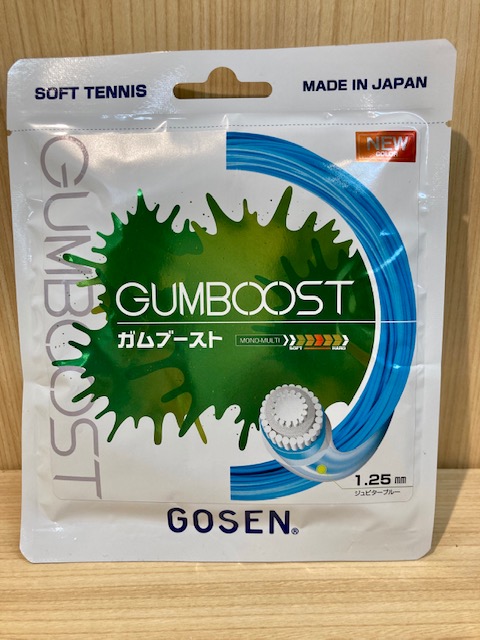 SOFT TENNIS
MADE IN JAPAN
NEW
COLOR
GUMBOOST
GUMBOOST
ガムブースト
MONO-MULTI
SOFT
HARD
1.25 mm
ジュピターブルー
GOSEN®